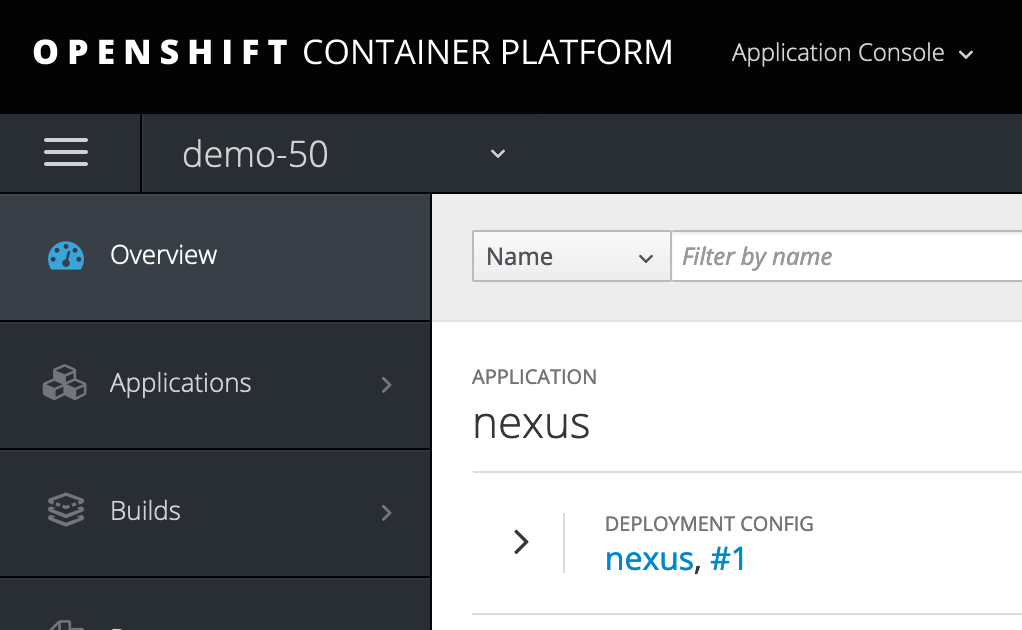 OPENSHIFT CONTAINER PLATFORM
Application Console
demo-50
Overview
Name
Filter by name
Applications
APPLICATION
nexus
Builds
DEPLOYMENT CONFIG
nexus, #1